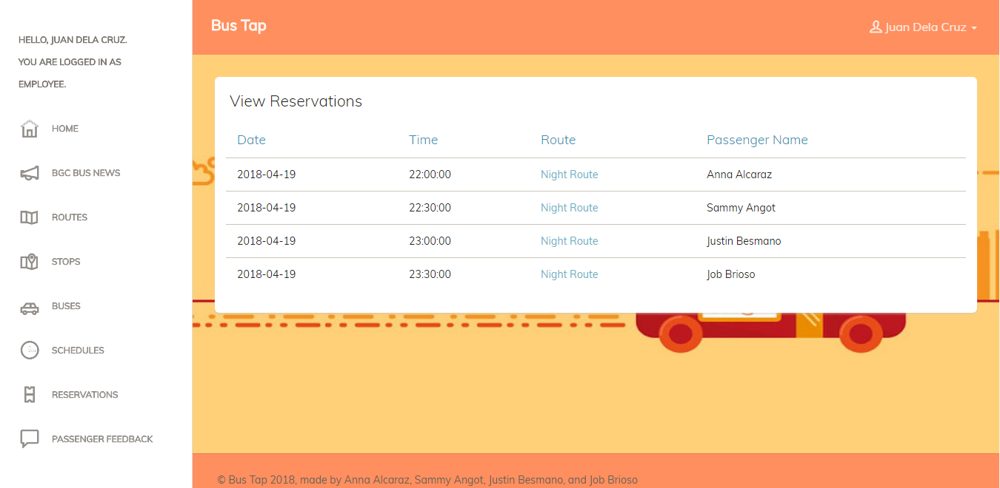 HELLO, JUAN DELA CRUZ.
YOU ARE LOGGED IN AS
EMPLOYEE.
HOME
BGC BUS NEWS
ROUTES
STOPS
BUSES
SCHEDULES
RESERVATIONS
PASSENGER FEEDBACK
Bus Tap
Juan Dela Cruz
View Reservations
Date Time Route Passenger Name
2018-04-19 22:00:00 Night Route Anna Alcaraz
2018-04-19 22:30:00 Night Route Sammy Angot
2018-04-19 23:00:00 Night Route Justin Besmano
2018-04-19 23:30:00 Night Route Job Brioso
© Bus Tap 2018, made by Anna Alcaraz, Sammy Angot, Justin Besmano, and Job Brioso